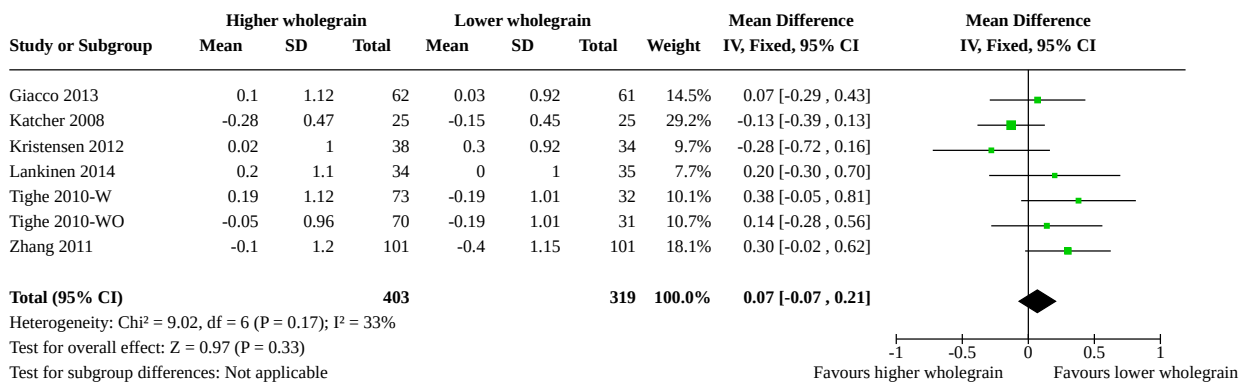 Higher wholegrain Lower wholegrain Mean Difference Mean Difference
Study or Subgroup Mean SD Total Mean SD Total Weight IV, Fixed, 95% CI IV, Fixed, 95% CI
Giacco 2013 0.1 1.12 62 0.03 0.92 61 14.5% 0.07 [-0.29 , 0.43]
Katcher 2008 -0.28 0.47 25 -0.15 0.45 25 29.2% -0.13 [-0.39 , 0.13]
Kristensen 2012 0.02 1 38 0.3 0.92 34 9.7% -0.28 [-0.72 , 0.16]
Lankinen 2014 0.2 1.1 34 0 1 35 7.7% 0.20 [-0.30 , 0.70]
Tighe 2010-W 0.19 1.12 73 -0.19 1.01 32 10.1% 0.38 [-0.05 , 0.81]
Tighe 2010-WO -0.05 0.96 70 -0.19 1.01 31 10.7% 0.14 [-0.28 , 0.56]
Zhang 2011 -0.1 1.2 101 -0.4 1.15 101 18.1% 0.30 [-0.02 , 0.62]
Total (95% CI) 403 319 100.0% 0.07 [-0.07 , 0.21]
Heterogeneity: Chi² = 9.02, df = 6 (P = 0.17); I² = 33%
Test for overall effect: Z = 0.97 (P = 0.33)
-1 -0.5 0 0.5 1
Test for subgroup differences: Not applicable
Favours higher wholegrain Favours lower wholegrain